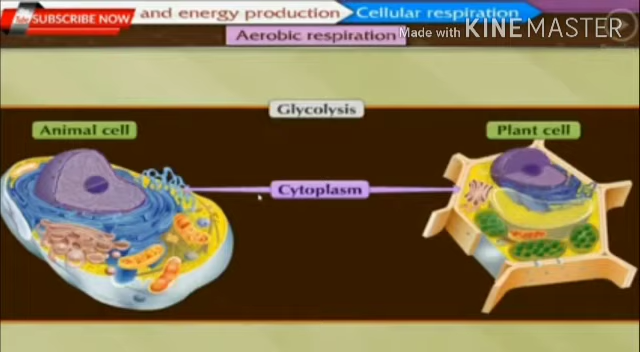 SUBSCRIBE NOW
and energy production
Cellular respiration
Aerobic respiration
Made with KINEMASTER
Glycolysis
Animal cell
Plant cell
Cytoplasm